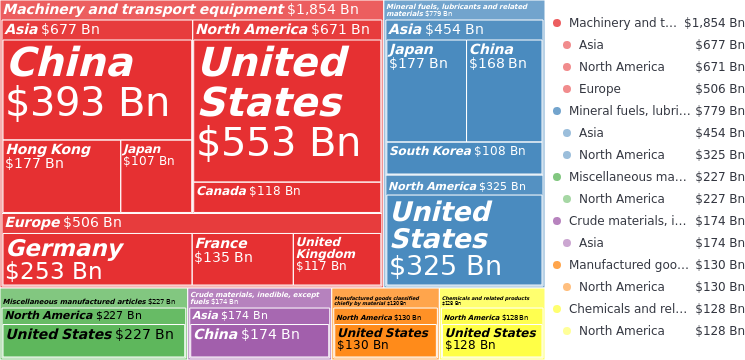 Machinery and transport equipment $1,854 Bn
Asia $677 Bn
China
$393 Bn
Hong Kong
$177 Bn
Japan
$107 Bn
North America $671 Bn
United
States
$553 Bn
Canada $118 Bn
Europe $506 Bn
Germany
$253 Bn
France
$135 Bn
United
Kingdom
$117 Bn
Mineral fuels, lubricants and related
materials $779 Bn
Asia $454 Bn
Japan
$177 Bn
China
$168 Bn
South Korea $108 Bn
North America $325 Bn
United
States
$325 Bn
Miscellaneous manufactured articles $227 Bn
North America $227 Bn
United States $227 Bn
Crude materials, inedible, except
fuels $174 Bn
Asia $174 Bn
China $174 Bn
Manufactured goods classified
chiefly by material $130 Bn
North America $130 Bn
United States
$130 Bn
Chemicals and related products
$128 Bn
North America $128 Bn
United States
$128 Bn
Machinery and t... $1,854 Bn
Asia $677 Bn
North America $671 Bn
Europe $506 Bn
Mineral fuels, lubri... $779 Bn
Asia $454 Bn
North America $325 Bn
Miscellaneous ma... $227 Bn
North America $227 Bn
Crude materials, i... $174 Bn
Asia $174 Bn
Manufactured goo... $130 Bn
North America $130 Bn
Chemicals and rel... $128 Bn
North America $128 Bn